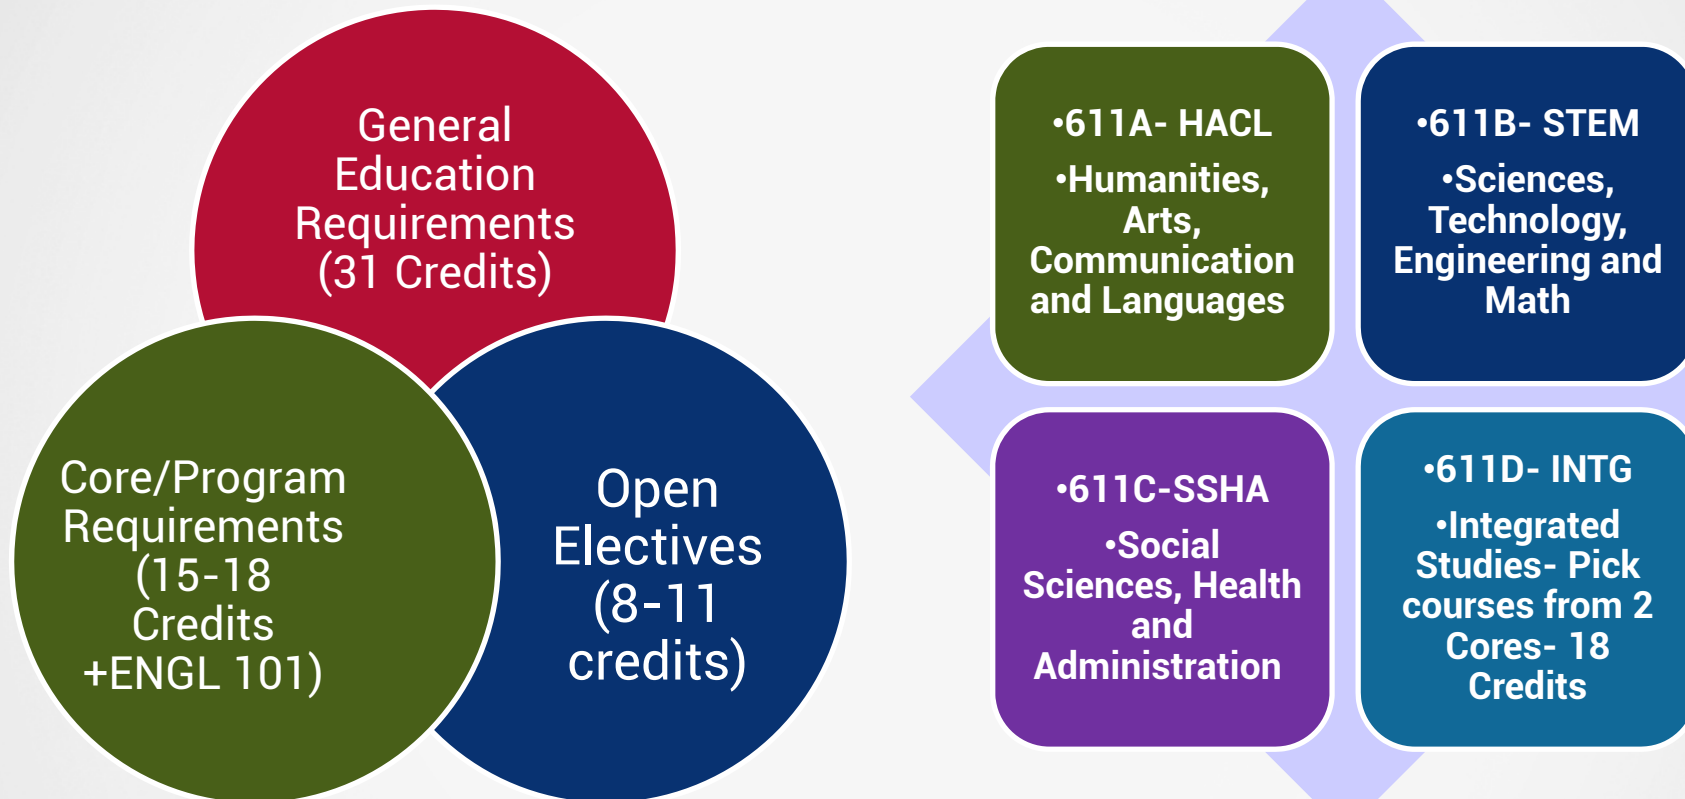 General
Education
Requirements
(31 Credits)
Core/Program
Requirements
(15-18
Credits
+ENGL 101)
Open
Electives
(8-11
credits)
•611A- HACL
•Humanities,
Arts,
Communication
and Languages
•611B- STEM
•Sciences,
Technology,
Engineering and
Math
•611C-SSHA
•Social
Sciences, Health
and
Administration
•611D- INTG
•Integrated
Studies- Pick
courses from 2
Cores- 18
Credits